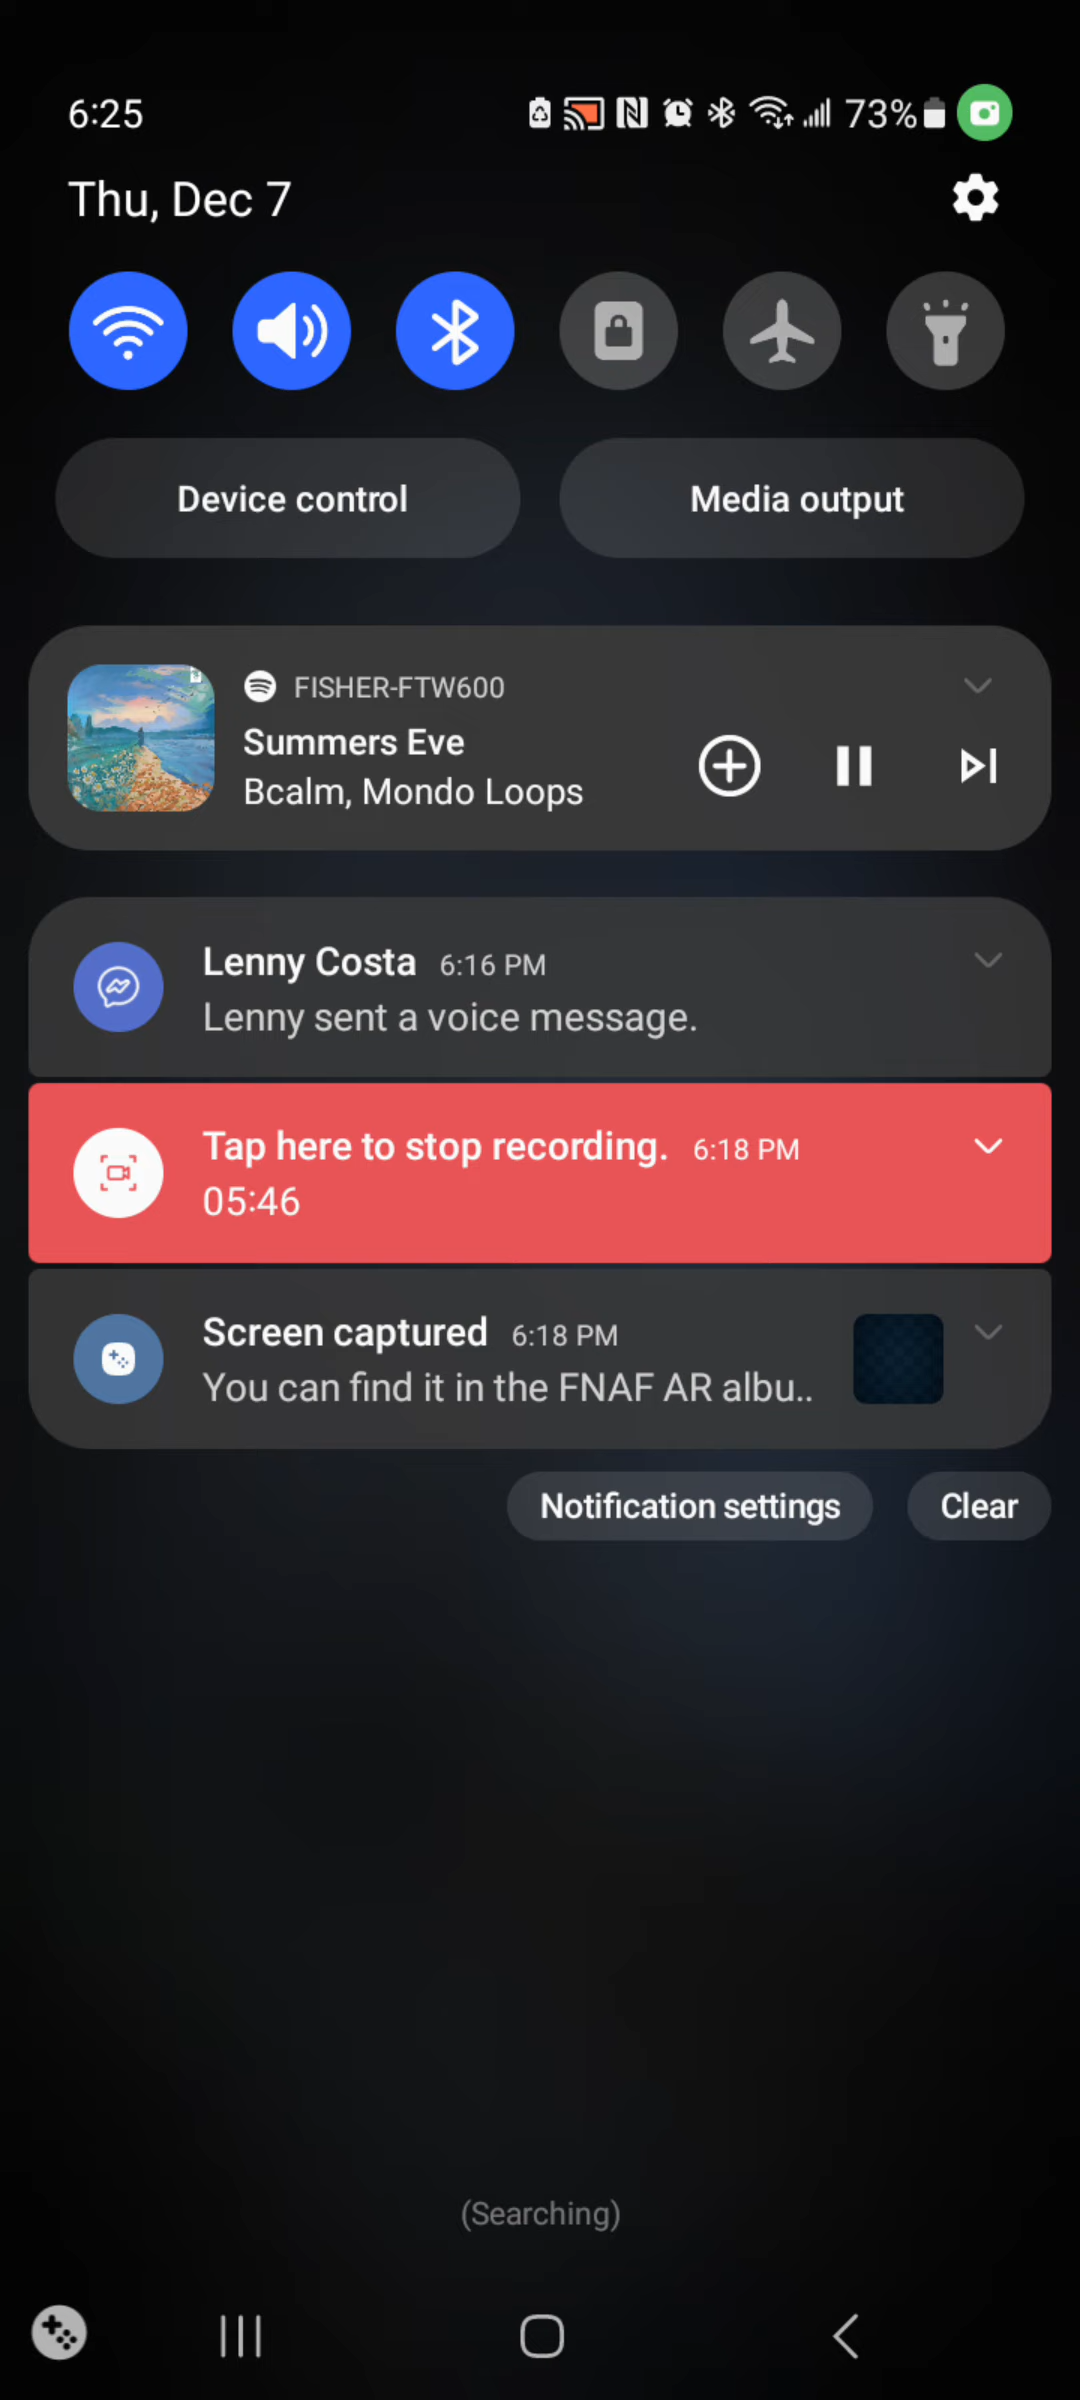 6:25
73%
Thu, Dec 7
Device control
Media output
FISHER-FTW600
Summers Eve
Bcalm, Mondo Loops
Lenny Costa 6:16 PM
Lenny sent a voice message.
Tap here to stop recording. 6:18 PM
05:46
Screen captured 6:18 PM
You can find it in the FNAF AR albu..
Notification settings
Clear
(Searching)